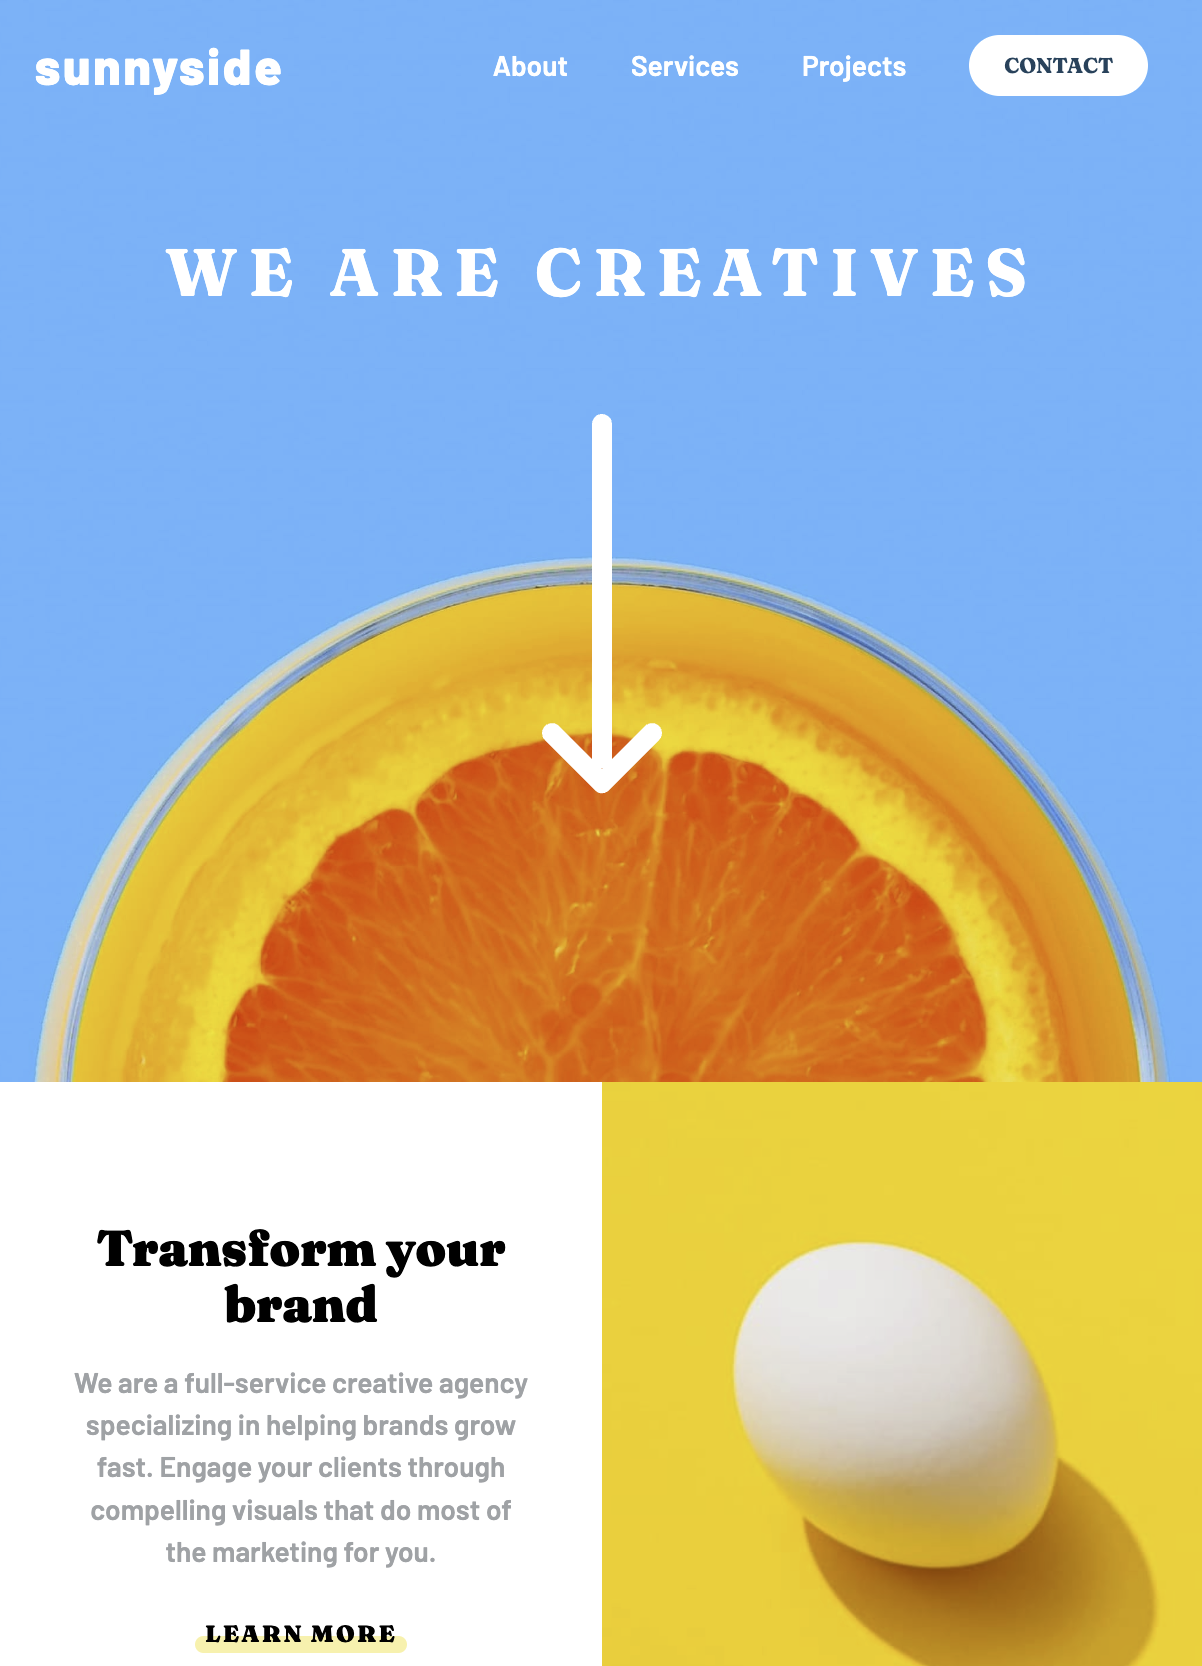 sunnyside
About Services Projects CONTACT
WE ARE CREATIVES
Transform your
brand
We are a full-service creative agency
specializing in helping brands grow
fast. Engage your clients through
compelling visuals that do most of
the marketing for you.
LEARN MORE